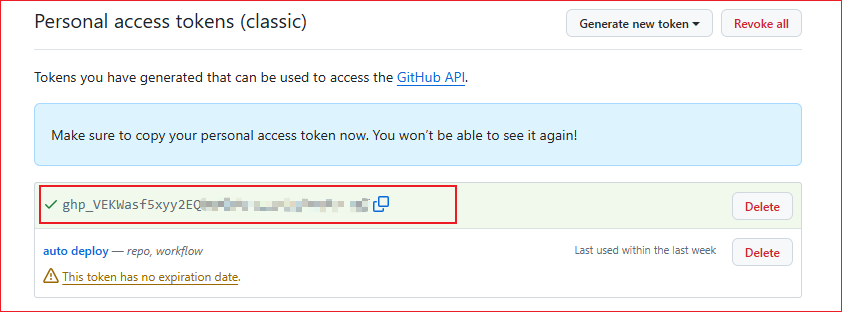 Personal access tokens (classic)
Generate new token
Revoke all
Tokens you have generated that can be used to access the GitHub API.
Make sure to copy your personal access token now. You won’t be able to see it again!
ghp_VEKWasf5xyy2EQ
Delete
auto deploy — repo, workflow
Last used within the last week
Delete
This token has no expiration date.